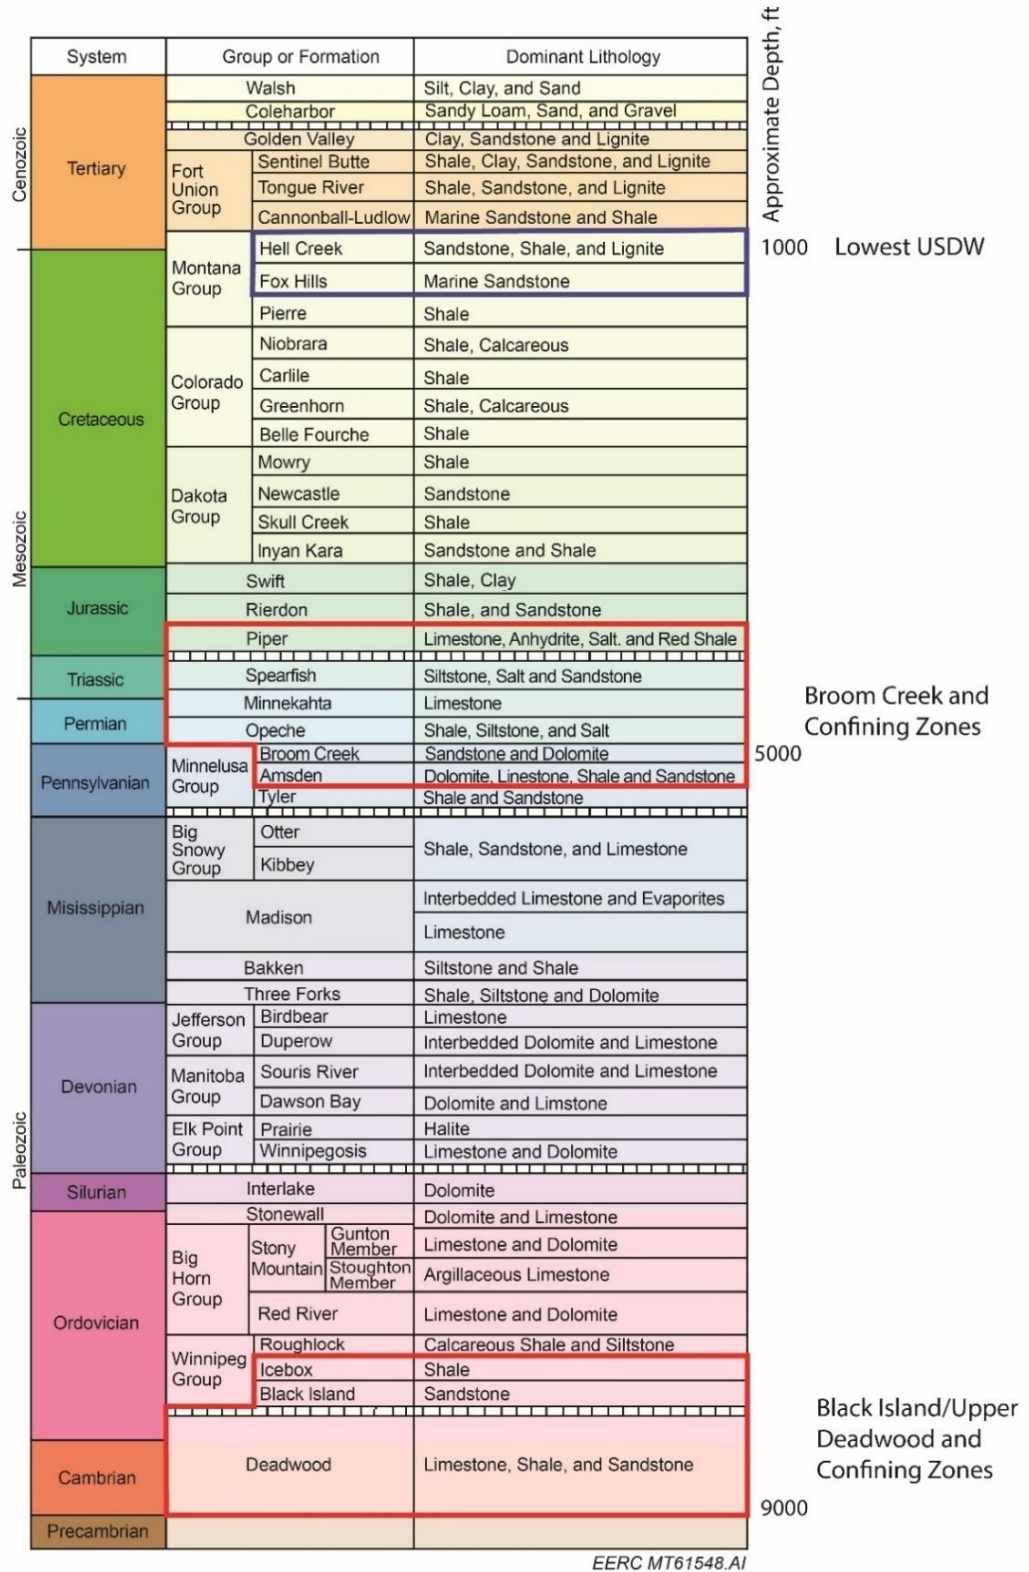 System Group or Formation Dominant Lithology Approximate Depth, ft
Cenozoic
Tertiary
Walsh Silt, Clay, and Sand
Coleharbor Sandy Loam, Sand, and Gravel
Golden Valley Clay, Sandstone and Lignite
Fort Union Group
Sentinel Butte Shale, Clay, Sandstone, and Lignite
Tongue River Shale, Sandstone, and Lignite
Cannonball-Ludlow Marine Sandstone and Shale
Mesozoic
Cretaceous
Montana Group
Hell Creek Sandstone, Shale, and Lignite 1000 Lowest USDW
Fox Hills Marine Sandstone
Pierre Shale
Colorado Group
Niobrara Shale, Calcareous
Carlile Shale
Greenhorn Shale, Calcareous
Belle Fourche Shale
Dakota Group
Mowry Shale
Newcastle Sandstone
Skull Creek Shale
Inyan Kara Sandstone and Shale
Jurassic
Swift Shale, Clay
Rierdon Shale, and Sandstone
Piper Limestone, Anhydrite, Salt. and Red Shale
Triassic
Spearfish Siltstone, Salt and Sandstone
Broom Creek and
Confining Zones
Paleozoic
Permian
Minnekahta Limestone
Opeche Shale, Siltstone, and Salt
Pennsylvanian
Minnelusa Group
Broom Creek Sandstone and Dolomite 5000
Amsden Dolomite, Linestone, Shale and Sandstone
Tyler Shale and Sandstone
Misissippian
Big Snowy Group
Otter
Kibbey
Shale, Sandstone, and Limestone
Madison
Interbedded Limestone and Evaporites
Limestone
Bakken Siltstone and Shale
Three Forks Shale, Siltstone and Dolomite
Devonian
Jefferson Group
Birdbear Limestone
Duperow Interbedded Dolomite and Limestone
Manitoba Group
Souris River Interbedded Dolomite and Limestone
Dawson Bay Dolomite and Limstone
Elk Point Group
Prairie Halite
Winnipegosis Limestone and Dolomite
Silurian
Interlake Dolomite
Ordovician
Stonewall Dolomite and Limestone
Big Horn Group
Stony Mountain
Gunton Member Limestone and Dolomite
Stoughton Member Argillaceous Limestone
Red River Limestone and Dolomite
Winnipeg Group
Roughlock Calcareous Shale and Siltstone
Icebox Shale
Black Island Sandstone
Black Island/Upper
Deadwood and
Confining Zones
Cambrian
Deadwood Limestone, Shale, and Sandstone
9000
Precambrian
EERC MT61548.AI